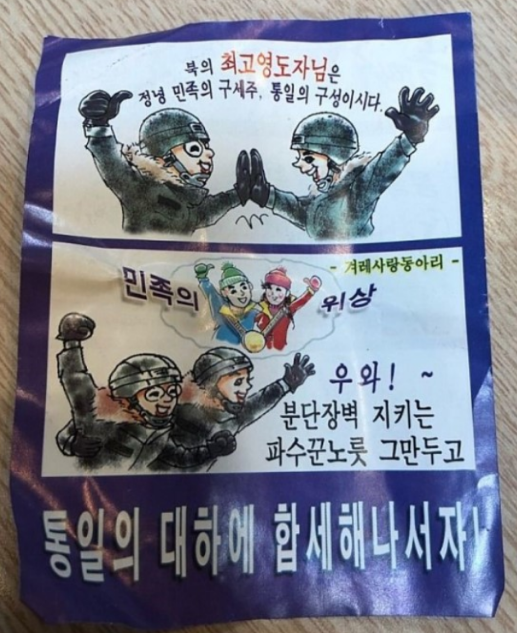 북의 최고영도자님은
정녕 민족의 구세주, 통일의 구성이시다.
- 겨레사랑동아리 -
민족의 위상
우와! ~
분단장벽 지키는
파수꾼노릇 그만두고
통일의 대하에 합세해나서자!